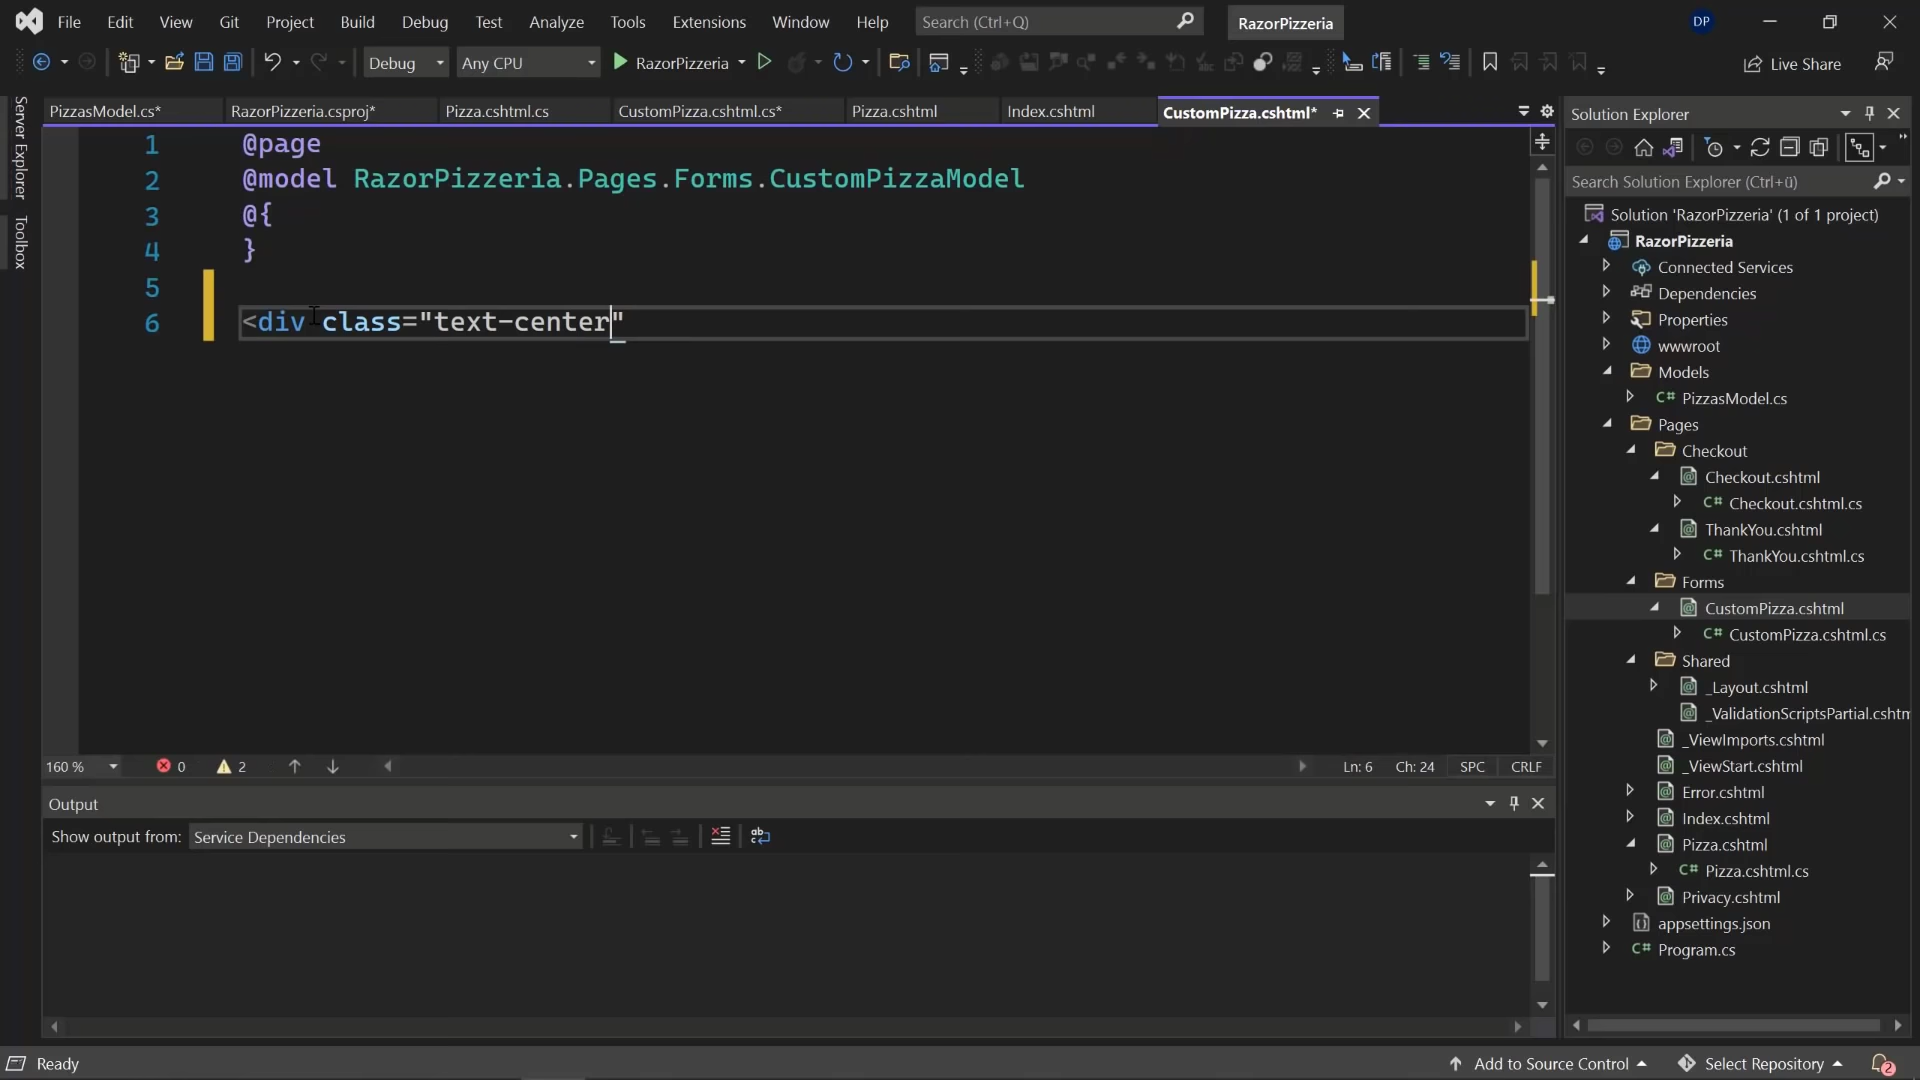 File Edit View Git Project Build Debug Test Analyze Tools Extensions Window Help Search (Ctrl+Q) RazorPizzeria DP
Debug Any CPU RazorPizzeria Live Share
PizzasModel.cs* RazorPizzeria.csproj* Pizza.cshtml.cs CustomPizza.cshtml.cs* Pizza.cshtml Index.cshtml CustomPizza.cshtml*
Server Explorer
Toolbox
1 @page
2 @model RazorPizzeria.Pages.Forms.CustomPizzaModel
3 @{
4 }
5
6 <div class="text-center"
160 % 0 2 Ln: 6 Ch: 24 SPC CRLF
Output
Show output from: Service Dependencies
Solution Explorer
Search Solution Explorer (Ctrl+ü)
Solution 'RazorPizzeria' (1 of 1 project)
RazorPizzeria
Connected Services
Dependencies
Properties
wwwroot
Models
C# PizzasModel.cs
Pages
Checkout
Checkout.cshtml
C# Checkout.cshtml.cs
ThankYou.cshtml
C# ThankYou.cshtml.cs
Forms
CustomPizza.cshtml
C# CustomPizza.cshtml.cs
Shared
_Layout.cshtml
_ValidationScriptsPartial.cshtm
_ViewImports.cshtml
_ViewStart.cshtml
Error.cshtml
Index.cshtml
Pizza.cshtml
C# Pizza.cshtml.cs
Privacy.cshtml
appsettings.json
C# Program.cs
Ready Add to Source Control Select Repository 2